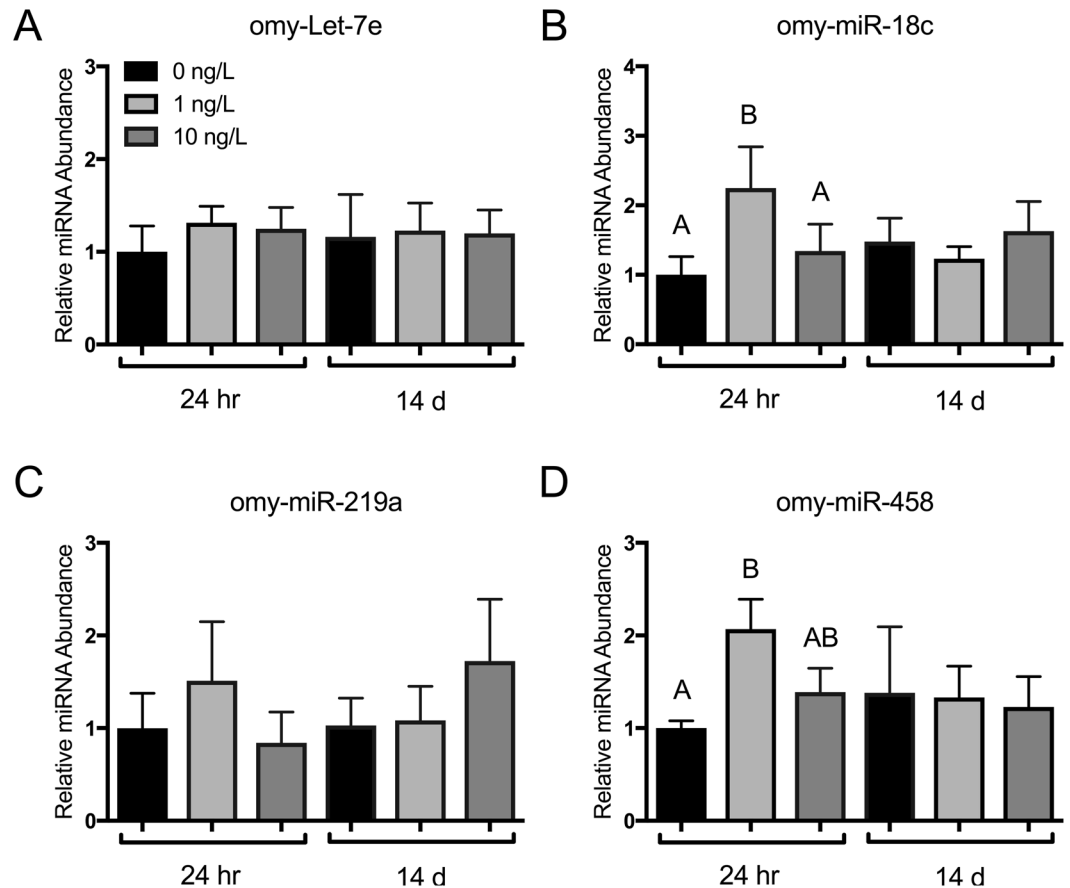 A
omy-Let-7e
Relative miRNA Abundance
3
2
1
0
0 ng/L
1 ng/L
10 ng/L
24 hr
14 d
B
omy-miR-18c
Relative miRNA Abundance
4
3
2
1
0
A
B
A
24 hr
14 d
C
omy-miR-219a
Relative miRNA Abundance
3
2
1
0
24 hr
14 d
D
omy-miR-458
Relative miRNA Abundance
3
2
1
0
A
B
AB
24 hr
14 d